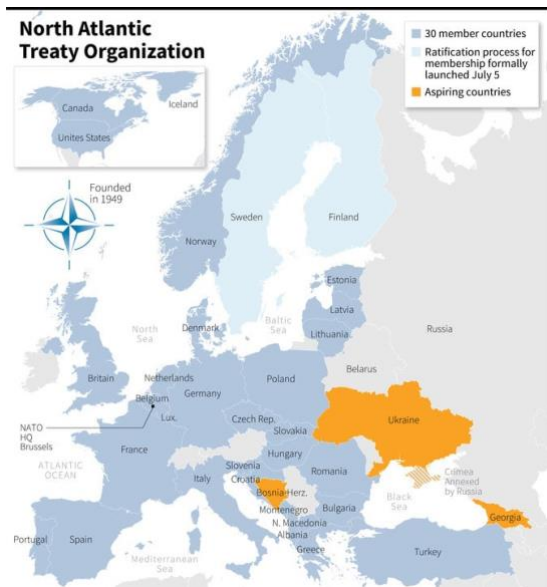 North Atlantic
Treaty Organization
30 member countries
Ratification process for
membership formally
launched July 5
Aspiring countries
Canada
Unites States
Iceland
Founded
in 1949
Sweden
Finland
Norway
Estonia
Latvia
Lithuania
Baltic
Sea
North
Sea
Denmark
Russia
Belarus
Britain
Netherlands
Belgium
Germany
Poland
Lux.
NATO
HQ
Brussels
Czech Rep.
Slovakia
Ukraine
France
Hungary
ATLANTIC
OCEAN
Slovenia
Croatia
Romania
Italy
Bosnia-Herz.
Crimea
Annexed
by Russia
Black
Sea
Montenegro
Bulgaria
Georgia
N. Macedonia
Albania
Portugal
Spain
Greece
Turkey
Mediterranean
Sea